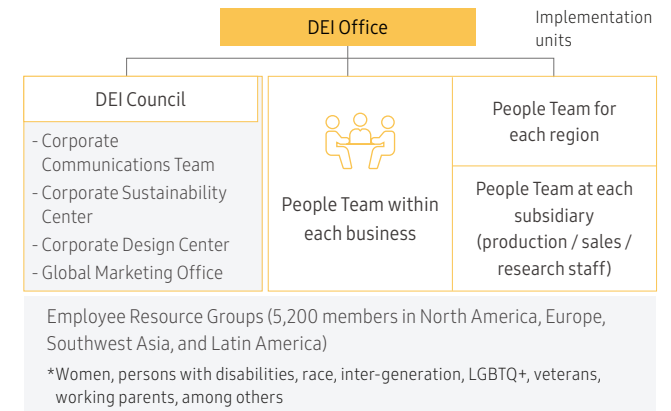 DEI Office
Implementation
units
DEI Council
- Corporate
Communications Team
- Corporate Sustainability
Center
- Corporate Design Center
- Global Marketing Office
People Team within
each business
People Team for
each region
People Team at each
subsidiary
(production / sales /
research staff)
Employee Resource Groups (5,200 members in North America, Europe,
Southwest Asia, and Latin America)
*Women, persons with disabilities, race, inter-generation, LGBTQ+, veterans,
working parents, among others